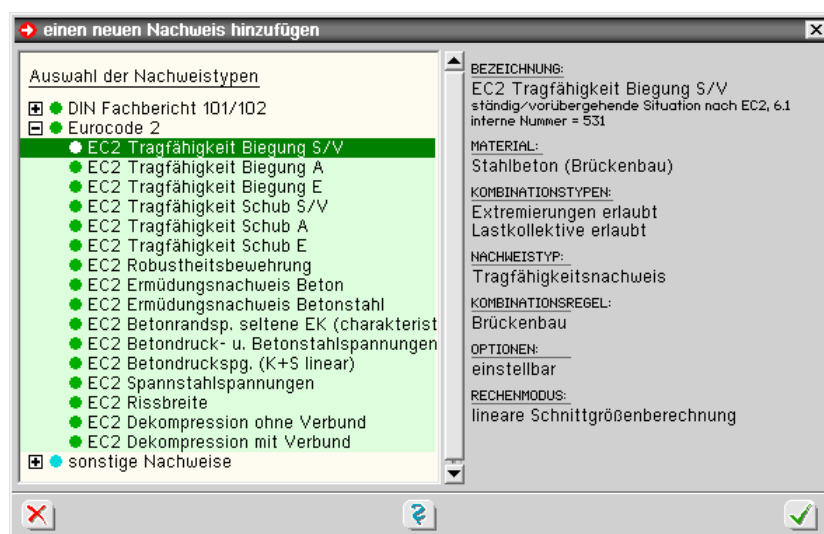 einen neuen Nachweis hinzufügen
Auswahl der Nachweistypen
DIN Fachbericht 101/102
Eurocode 2
EC2 Tragfähigkeit Biegung S/V
EC2 Tragfähigkeit Biegung A
EC2 Tragfähigkeit Biegung E
EC2 Tragfähigkeit Schub S/V
EC2 Tragfähigkeit Schub A
EC2 Tragfähigkeit Schub E
EC2 Robustheitsbewehrung
EC2 Ermüdungsnachweis Beton
EC2 Ermüdungsnachweis Betonstahl
EC2 Betonrandsp. seltene EK (charakterist
EC2 Betondruck- u. Betonstahlspannungen
EC2 Betondruckspg. (K+S linear)
EC2 Spannstahlspannungen
EC2 Rissbreite
EC2 Dekompression ohne Verbund
EC2 Dekompression mit Verbund
sonstige Nachweise
BEZEICHNUNG:
EC2 Tragfähigkeit Biegung S/V
ständig/vorübergehende Situation nach EC2, 6.1
interne Nummer = 531
MATERIAL:
Stahlbeton (Brückenbau)
KOMBINATIONSTYPEN:
Extremierungen erlaubt
Lastkollektive erlaubt
NACHWEISTYP:
Tragfähigkeitsnachweis
KOMBINATIONSREGEL:
Brückenbau
OPTIONEN:
einstellbar
RECHENMODUS:
lineare Schnittgrößenberechnung